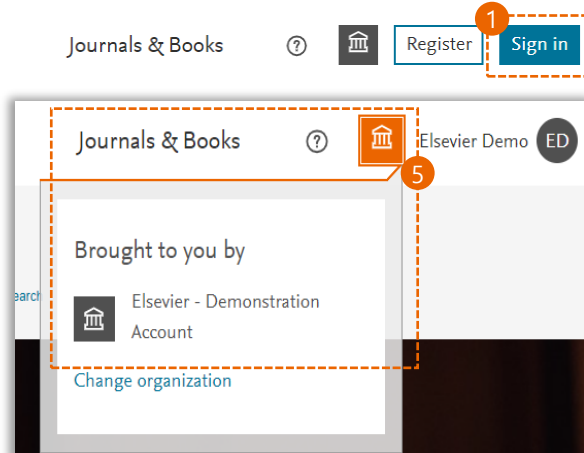 Journals & Books ? Register Sign in
1
Journals & Books ? Elsevier Demo ED
5
Brought to you by
earch
Elsevier - Demonstration
Account
Change organization